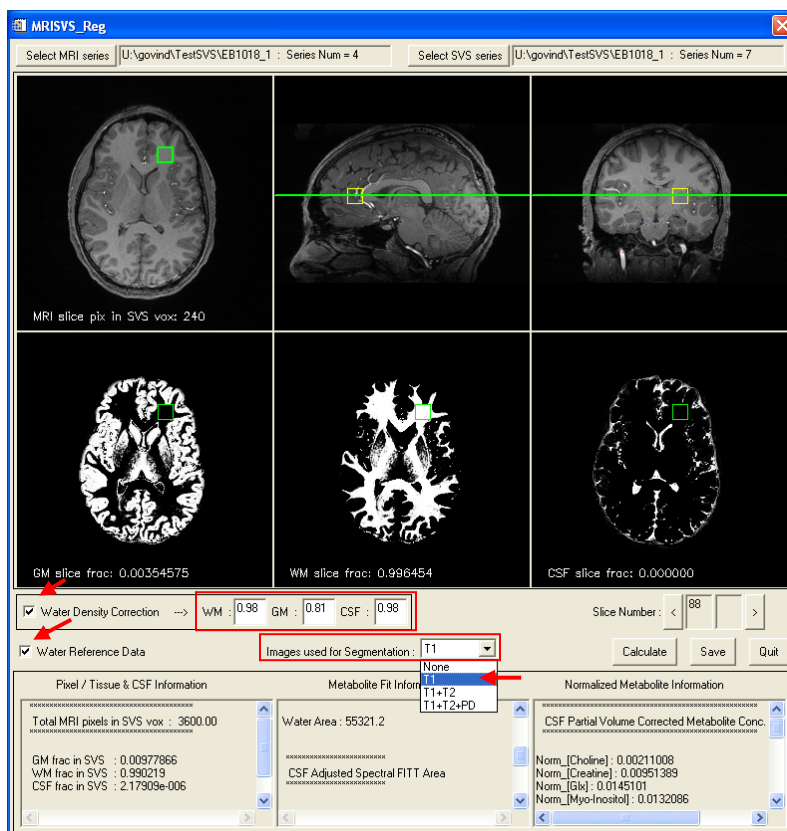 MRISVS_Reg
Select MRI series U:\govind\TestSVS\EB1018_1 : Series Num = 4 Select SVS series U:\govind\TestSVS\EB1018_1 : Series Num = 7
MRI slice pix in SVS vox: 240
GM slice frac: 0.00354575 WM slice frac: 0.996454 CSF slice frac: 0.000000
Water Density Correction ---> WM : 0.98 GM : 0.81 CSF : 0.98 Slice Number : < 88 >
Water Reference Data Images used for Segmentation : T1 Calculate Save Quit
None
T1
T1+T2
T1+T2+PD
Pixel / Tissue & CSF Information
Total MRI pixels in SVS vox : 3600.00
GM frac in SVS : 0.00977866
WM frac in SVS : 0.990219
CSF frac in SVS : 2.17909e-006
Metabolite Fit Inform
Water Area : 55321.2
CSF Adjusted Spectral FITT Area
Normalized Metabolite Information
CSF Partial Volume Corrected Metabolite Conc.
Norm_[Choline] : 0.00211008
Norm_[Creatine] : 0.00951389
Norm_[Glx] : 0.0145101
Norm_[Myo-Inositol] : 0.0132086